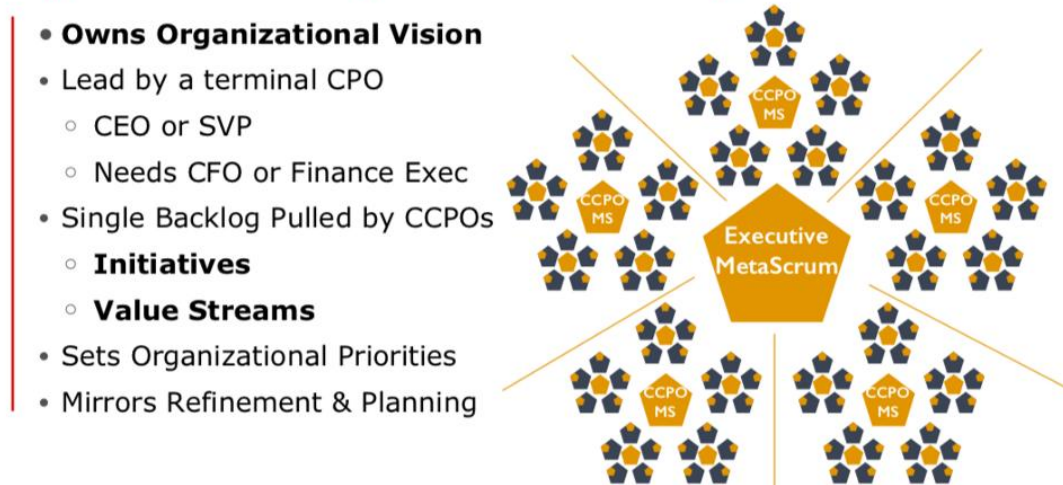 • Owns Organizational Vision
• Lead by a terminal CPO
○ CEO or SVP
○ Needs CFO or Finance Exec
• Single Backlog Pulled by CCPOs
○ Initiatives
○ Value Streams
• Sets Organizational Priorities
• Mirrors Refinement & Planning
CCPO
MS
CCPO
MS
CCPO
MS
Executive
MetaScrum
CCPO
MS
CCPO
MS